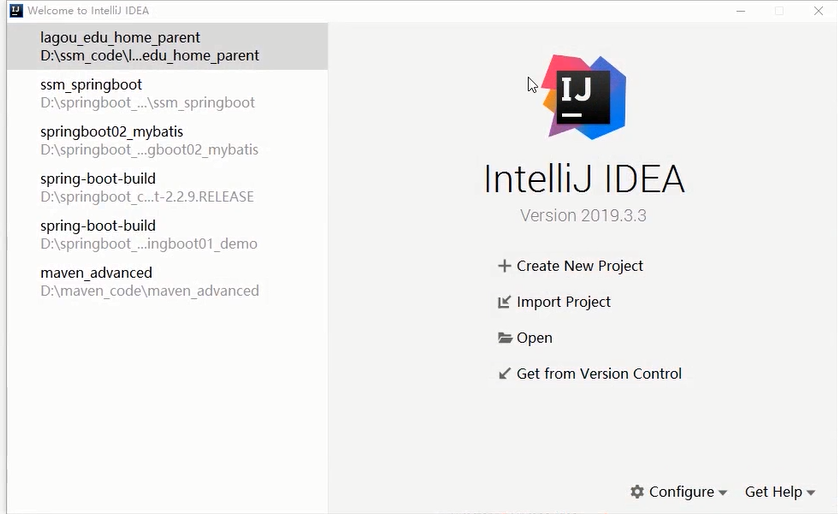 Welcome to IntelliJ IDEA
lagou_edu_home_parent
D:\ssm_code\l...edu_home_parent
ssm_springboot
D:\springboot_...\ssm_springboot
springboot02_mybatis
D:\springboot_...gboot02_mybatis
spring-boot-build
D:\springboot_c...t-2.2.9.RELEASE
spring-boot-build
D:\springboot_...ingboot01_demo
maven_advanced
D:\maven_code\maven_advanced
IJ
IntelliJ IDEA
Version 2019.3.3
Create New Project
Import Project
Open
Get from Version Control
Configure
Get Help